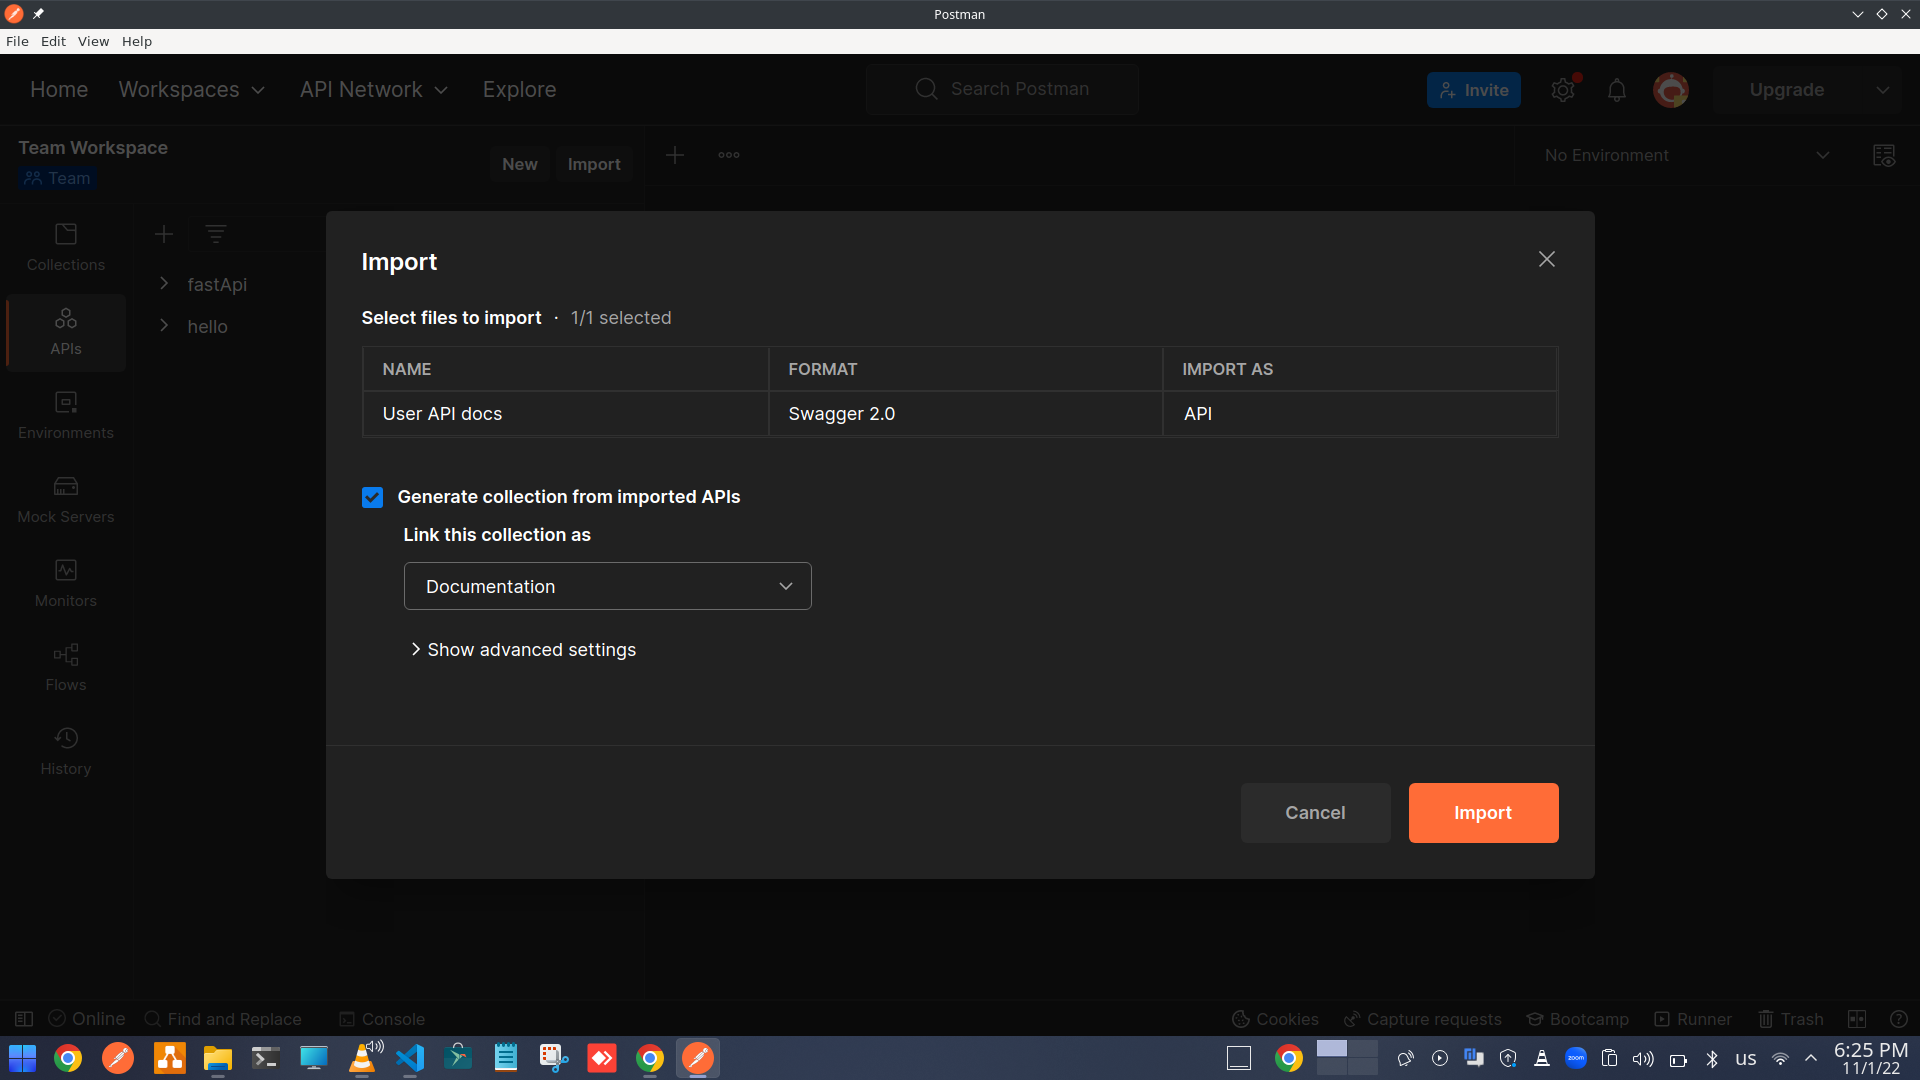 Postman
File Edit View Help
Home Workspaces API Network Explore Search Postman Invite Upgrade
Team Workspace
Team
New Import
No Environment
Collections
APIs
Environments
Mock Servers
Monitors
Flows
History
fastApi
hello
Import
Select files to import · 1/1 selected
NAME FORMAT IMPORT AS
User API docs Swagger 2.0 API
Generate collection from imported APIs
Link this collection as
Documentation
Show advanced settings
Cancel Import
Online Find and Replace Console Cookies Capture requests Bootcamp Runner Trash
zoom us 6:25 PM
11/1/22